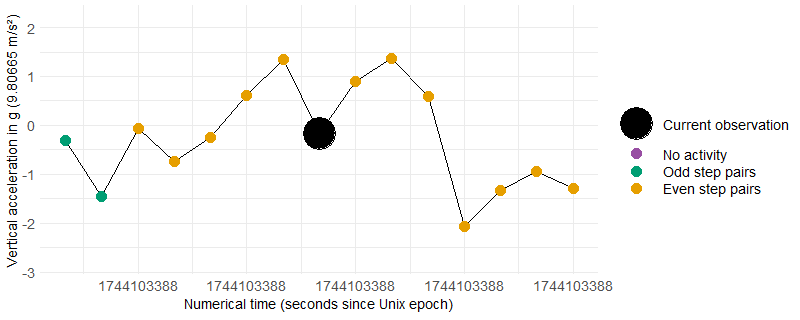 Vertical acceleration in g (9.80665 m/s²)
2
1
0
-1
-2
-3
1744103388 1744103388 1744103388 1744103388 1744103388
Numerical time (seconds since Unix epoch)
Current observation
No activity
Odd step pairs
Even step pairs